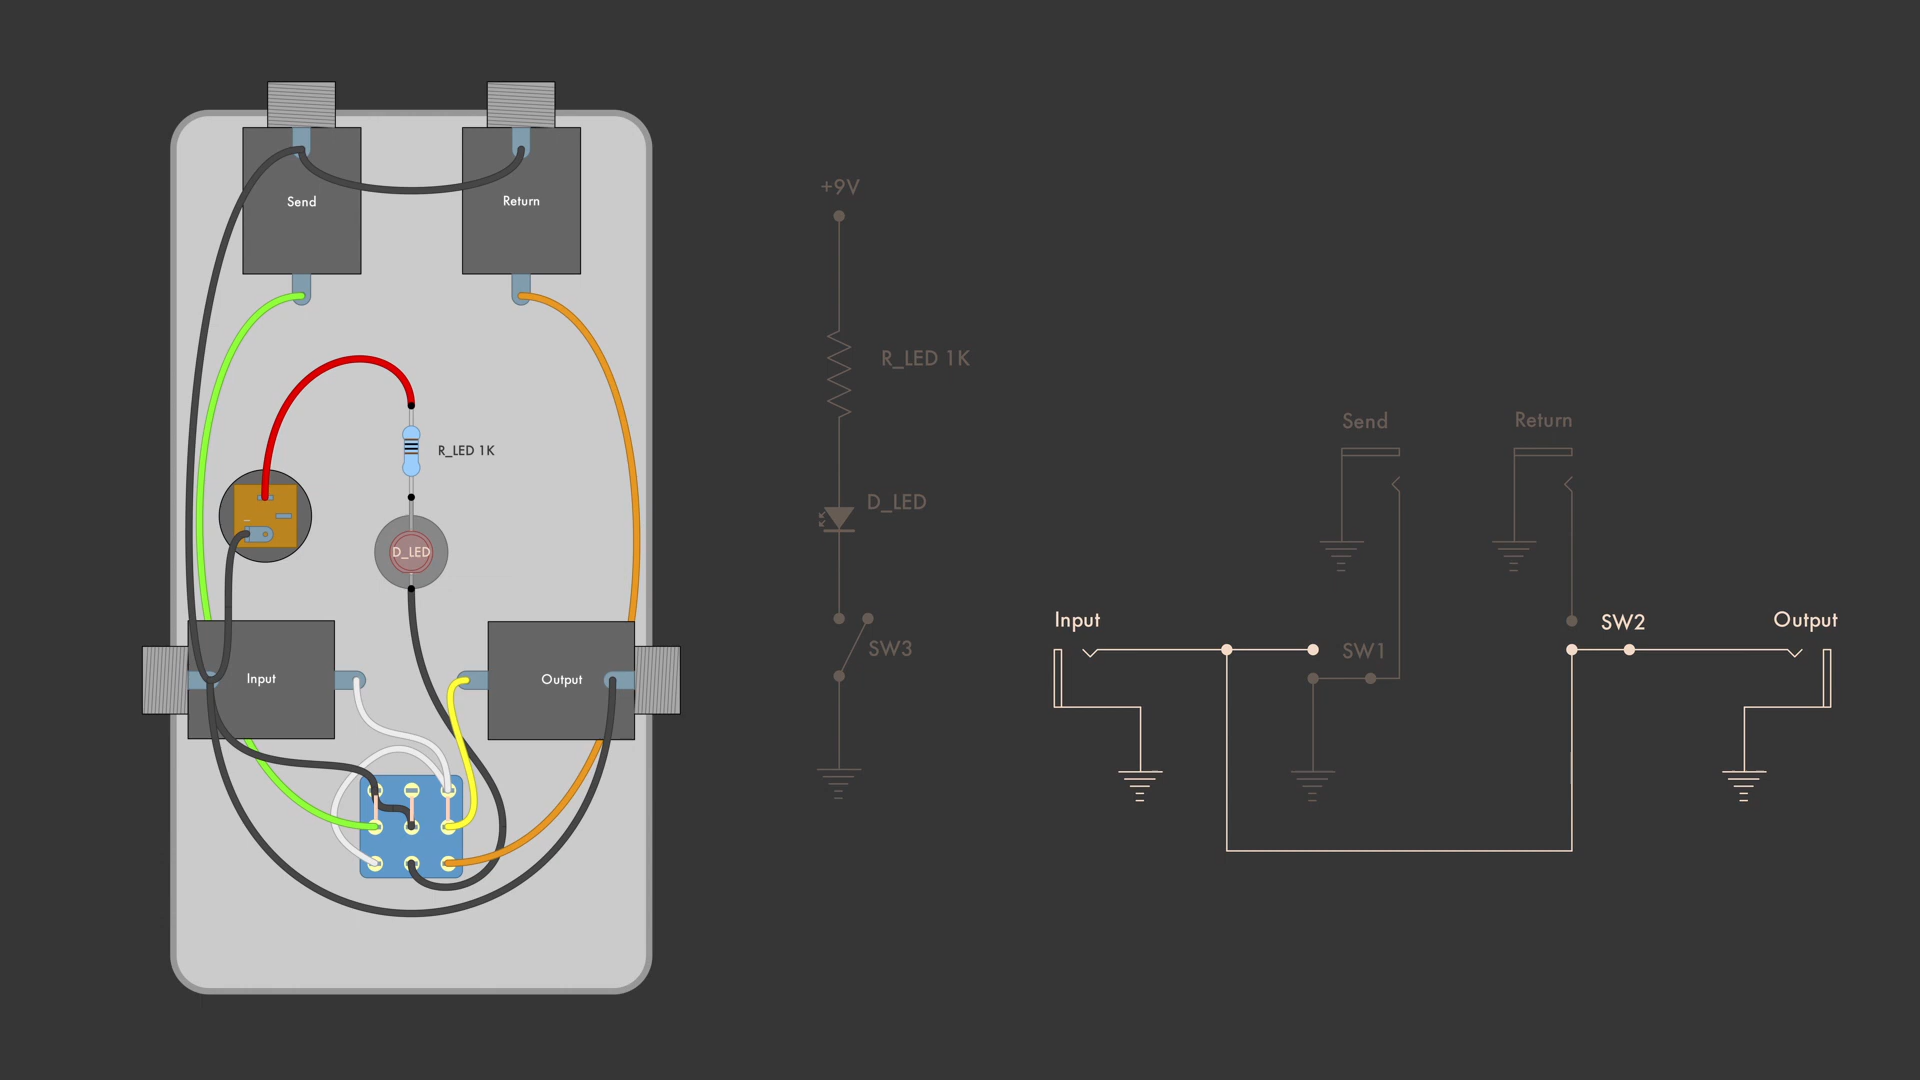 Send
Return
R_LED 1K
D_LED
Input
Output
+9V
R_LED 1K
D_LED
SW3
Send
Return
Input
SW1
SW2
Output